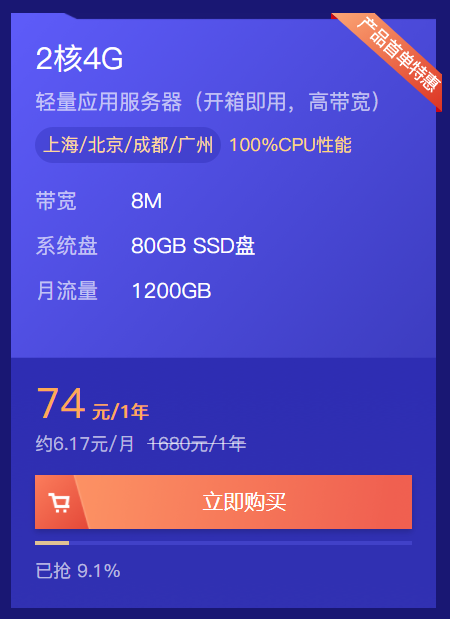 产品首单特惠
2核4G
轻量应用服务器（开箱即用，高带宽）
上海/北京/成都/广州 100%CPU性能
带宽 8M
系统盘 80GB SSD盘
月流量 1200GB
74 元/1年
约6.17元/月 1680元/1年
立即购买
已抢 9.1%